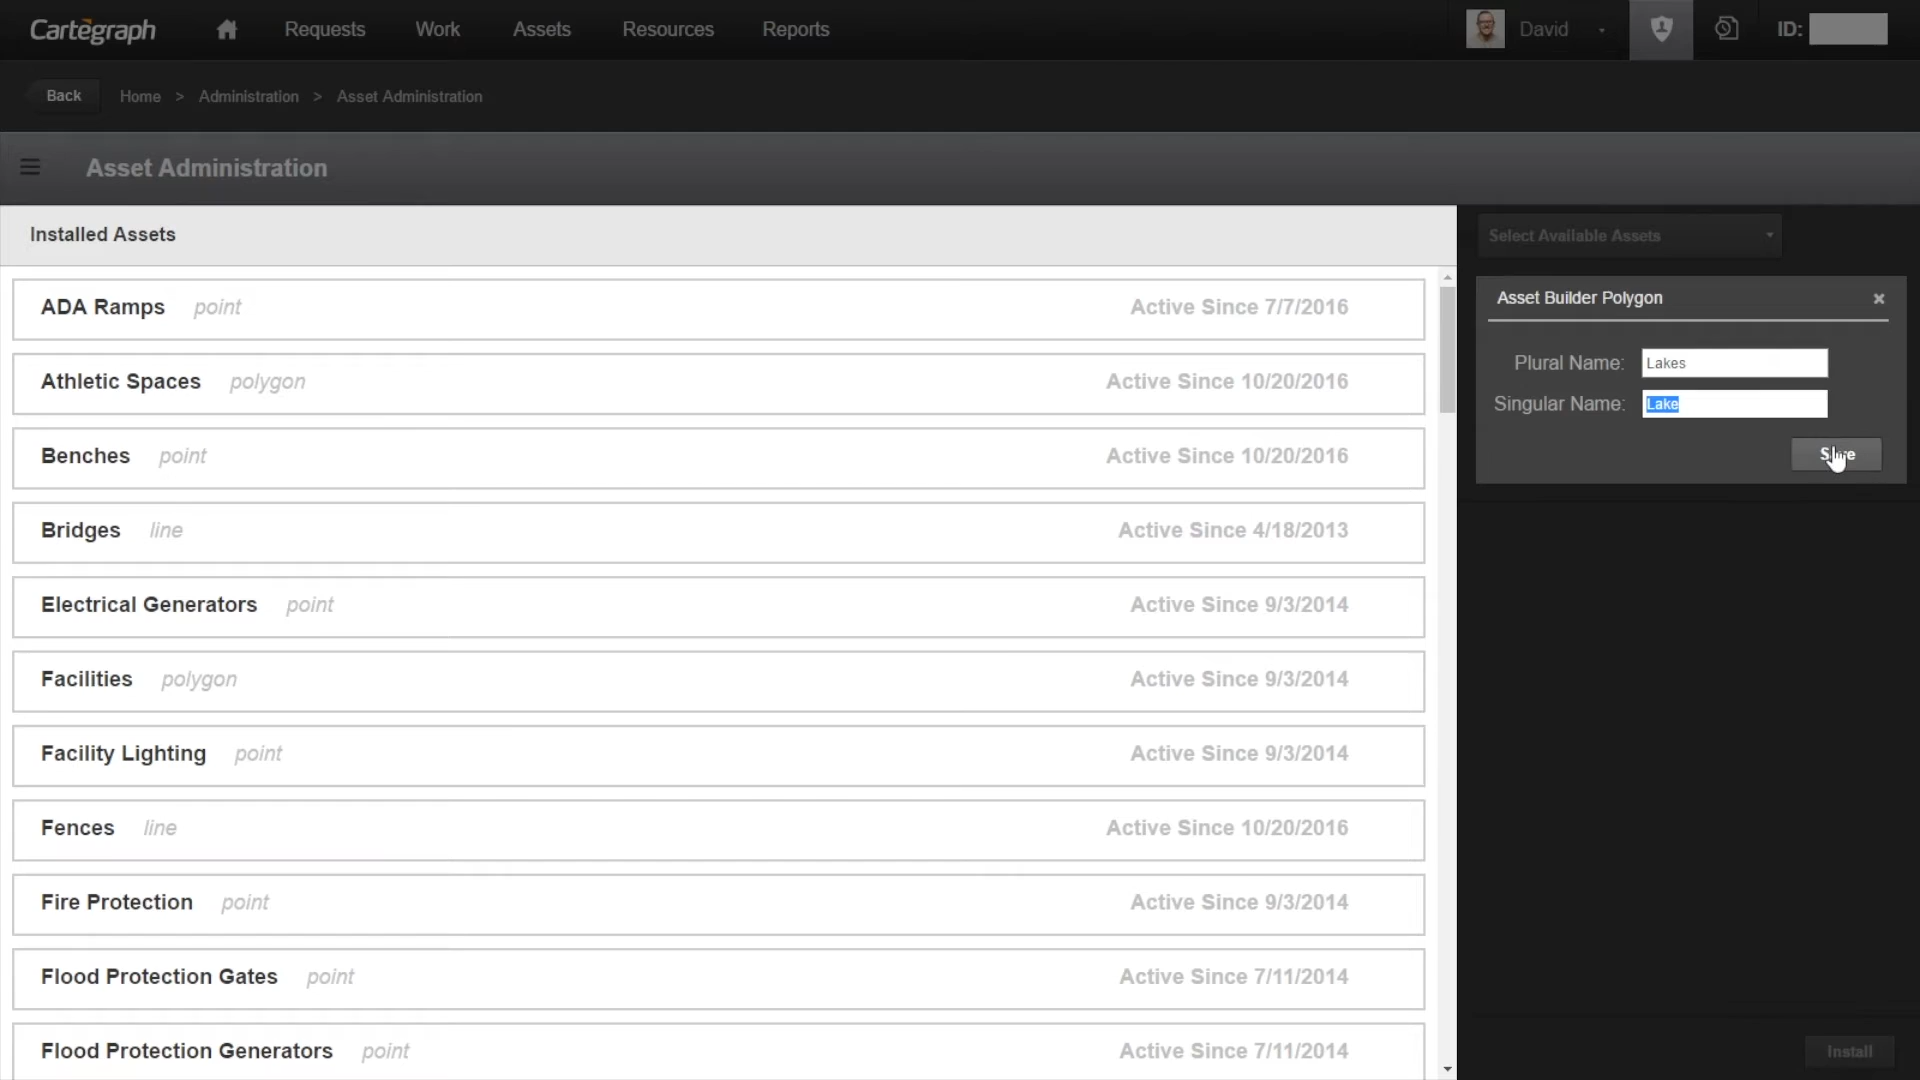 Cartēgraph Requests Work Assets Resources Reports David ID:
Back Home > Administration > Asset Administration
Asset Administration
Installed Assets
ADA Ramps point Active Since 7/7/2016
Athletic Spaces polygon Active Since 10/20/2016
Benches point Active Since 10/20/2016
Bridges line Active Since 4/18/2013
Electrical Generators point Active Since 9/3/2014
Facilities polygon Active Since 9/3/2014
Facility Lighting point Active Since 9/3/2014
Fences line Active Since 10/20/2016
Fire Protection point Active Since 9/3/2014
Flood Protection Gates point Active Since 7/11/2014
Flood Protection Generators point Active Since 7/11/2014
Select Available Assets
Asset Builder Polygon ×
Plural Name: Lakes
Singular Name: Lake
Save
Install